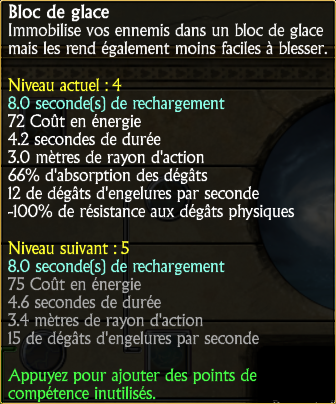 Bloc de glace
Immobilise vos ennemis dans un bloc de glace
mais les rend également moins faciles à blesser.
Niveau actuel : 4
8.0 seconde(s) de rechargement
72 Coût en énergie
4.2 secondes de durée
3.0 mètres de rayon d'action
66% d'absorption des dégâts
12 de dégâts d'engelures par seconde
-100% de résistance aux dégâts physiques
Niveau suivant : 5
8.0 seconde(s) de rechargement
75 Coût en énergie
4.6 secondes de durée
3.4 mètres de rayon d'action
15 de dégâts d'engelures par seconde
Appuyez pour ajouter des points de
compétence inutilisés.